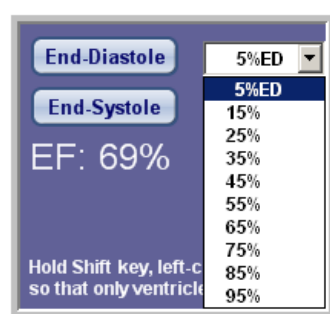 End-Diastole
5%ED
End-Systole
5%ED
15%
25%
35%
45%
55%
65%
75%
85%
95%
EF: 69%
Hold Shift key, left-c
so that only ventricle